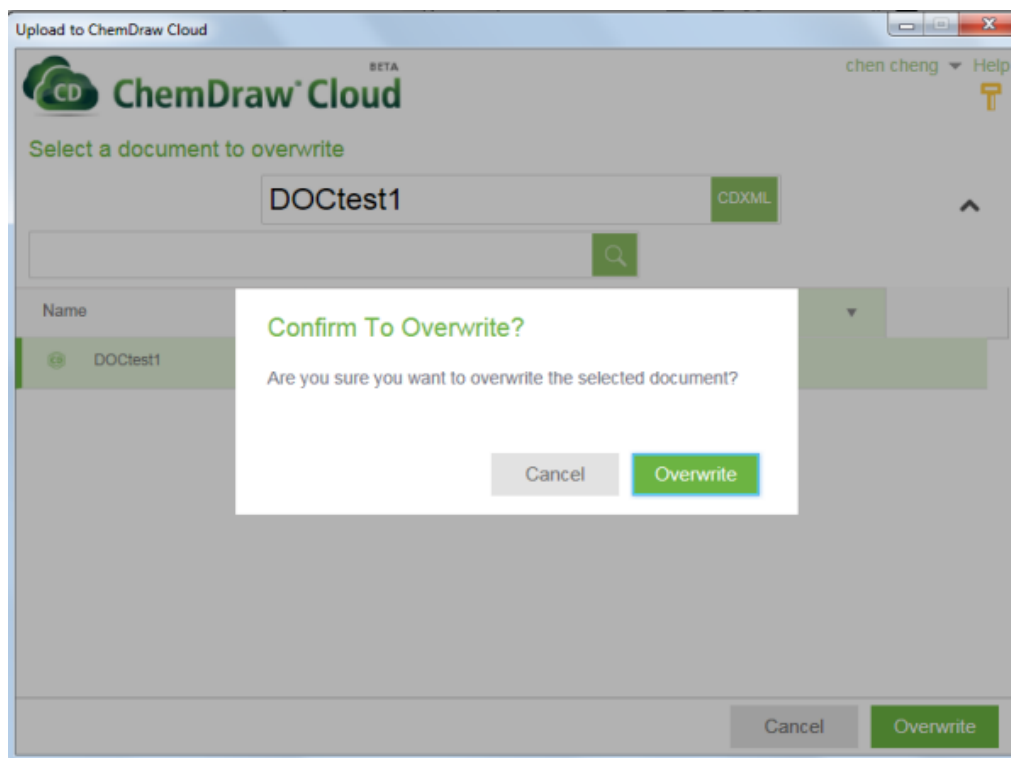 Upload to ChemDraw Cloud
BETA
chen cheng Help
CD ChemDraw® Cloud
Select a document to overwrite
DOCtest1 CDXML
Name
Confirm To Overwrite?
DOCtest1
Are you sure you want to overwrite the selected document?
Cancel Overwrite
Cancel Overwrite